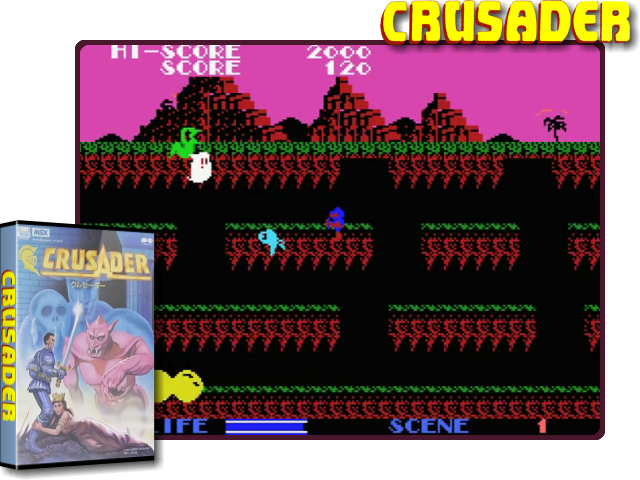 CRUSADER
HI-SCORE 2000
SCORE 120
LIFE SCENE 1
MSX
CRUSADER
クルセーダー
CRUSADER